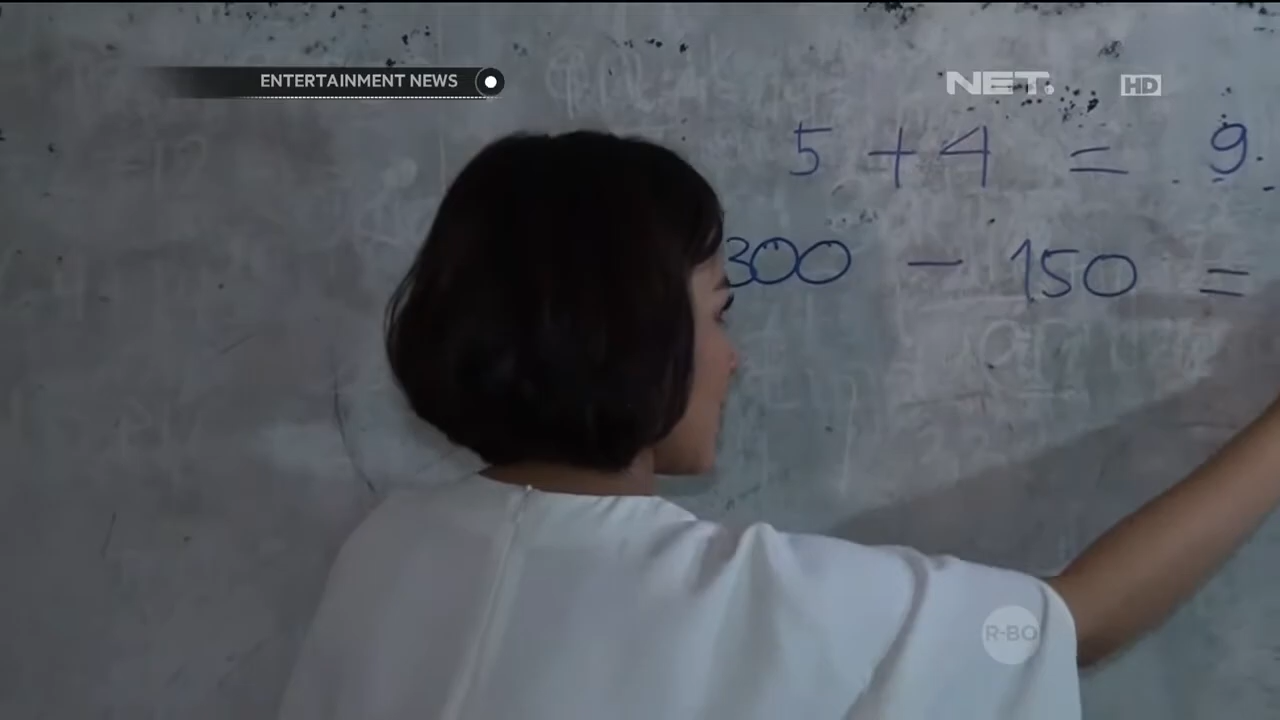 ENTERTAINMENT NEWS
NET.
HD
5 + 4 = 9
300 - 150 =
R-BO